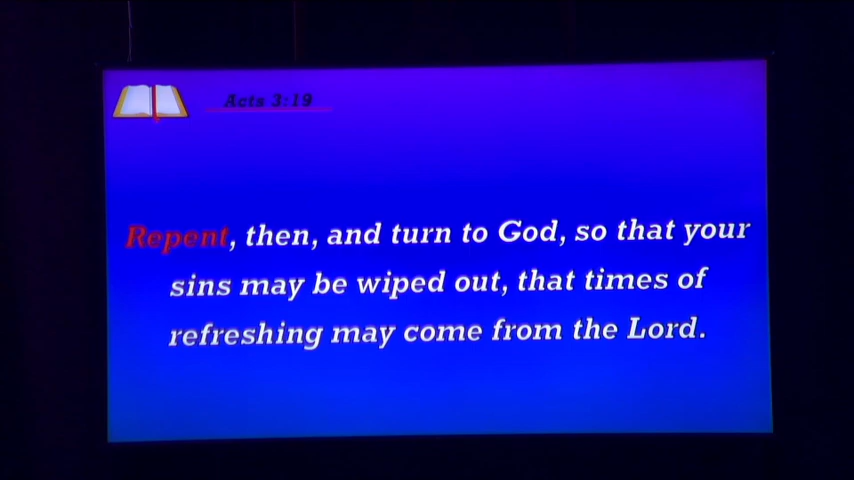 Acts 3:19
Repent, then, and turn to God, so that your
sins may be wiped out, that times of
refreshing may come from the Lord.